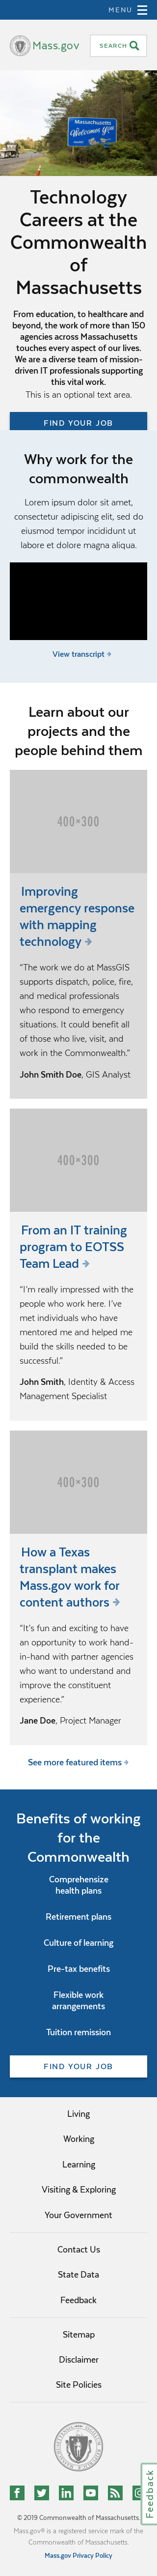 MENU
Mass.gov
SEARCH
Massachusetts
Welcomes You
Technology
Careers at the
Commonwealth
of
Massachusetts
From education, to healthcare and
beyond, the work of more than 150
agencies across Massachusetts
touches every aspect of our lives.
We are a diverse team of mission-
driven IT professionals supporting
this vital work.
This is an optional text area.
FIND YOUR JOB
Why work for the
commonwealth
Lorem ipsum dolor sit amet,
consectetur adipiscing elit, sed do
eiusmod tempor incididunt ut
labore et dolore magna aliqua.
View transcript
Learn about our
projects and the
people behind them
400×300
Improving
emergency response
with mapping
technology
“The work we do at MassGIS
supports dispatch, police, fire,
and medical professionals
who respond to emergency
situations. It could benefit all
of those who live, visit, and
work in the Commonwealth.”
John Smith Doe, GIS Analyst
400×300
From an IT training
program to EOTSS
Team Lead
“I’m really impressed with the
people who work here. I’ve
met individuals who have
mentored me and helped me
build the skills needed to be
successful.”
John Smith, Identity & Access
Management Specialist
400×300
How a Texas
transplant makes
Mass.gov work for
content authors
“It’s fun and exciting to have
an opportunity to work hand-
in-hand with partner agencies
who want to understand and
improve the constituent
experience.”
Jane Doe, Project Manager
See more featured items
Benefits of working
for the
Commonwealth
Comprehensize
health plans
Retirement plans
Culture of learning
Pre-tax benefits
Flexible work
arrangements
Tuition remission
FIND YOUR JOB
Living
Working
Learning
Visiting & Exploring
Your Government
Contact Us
State Data
Feedback
Sitemap
Disclaimer
Site Policies
Feedback
© 2019 Commonwealth of Massachusetts.
Mass.gov® is a registered service mark of the
Commonwealth of Massachusetts.
Mass.gov Privacy Policy